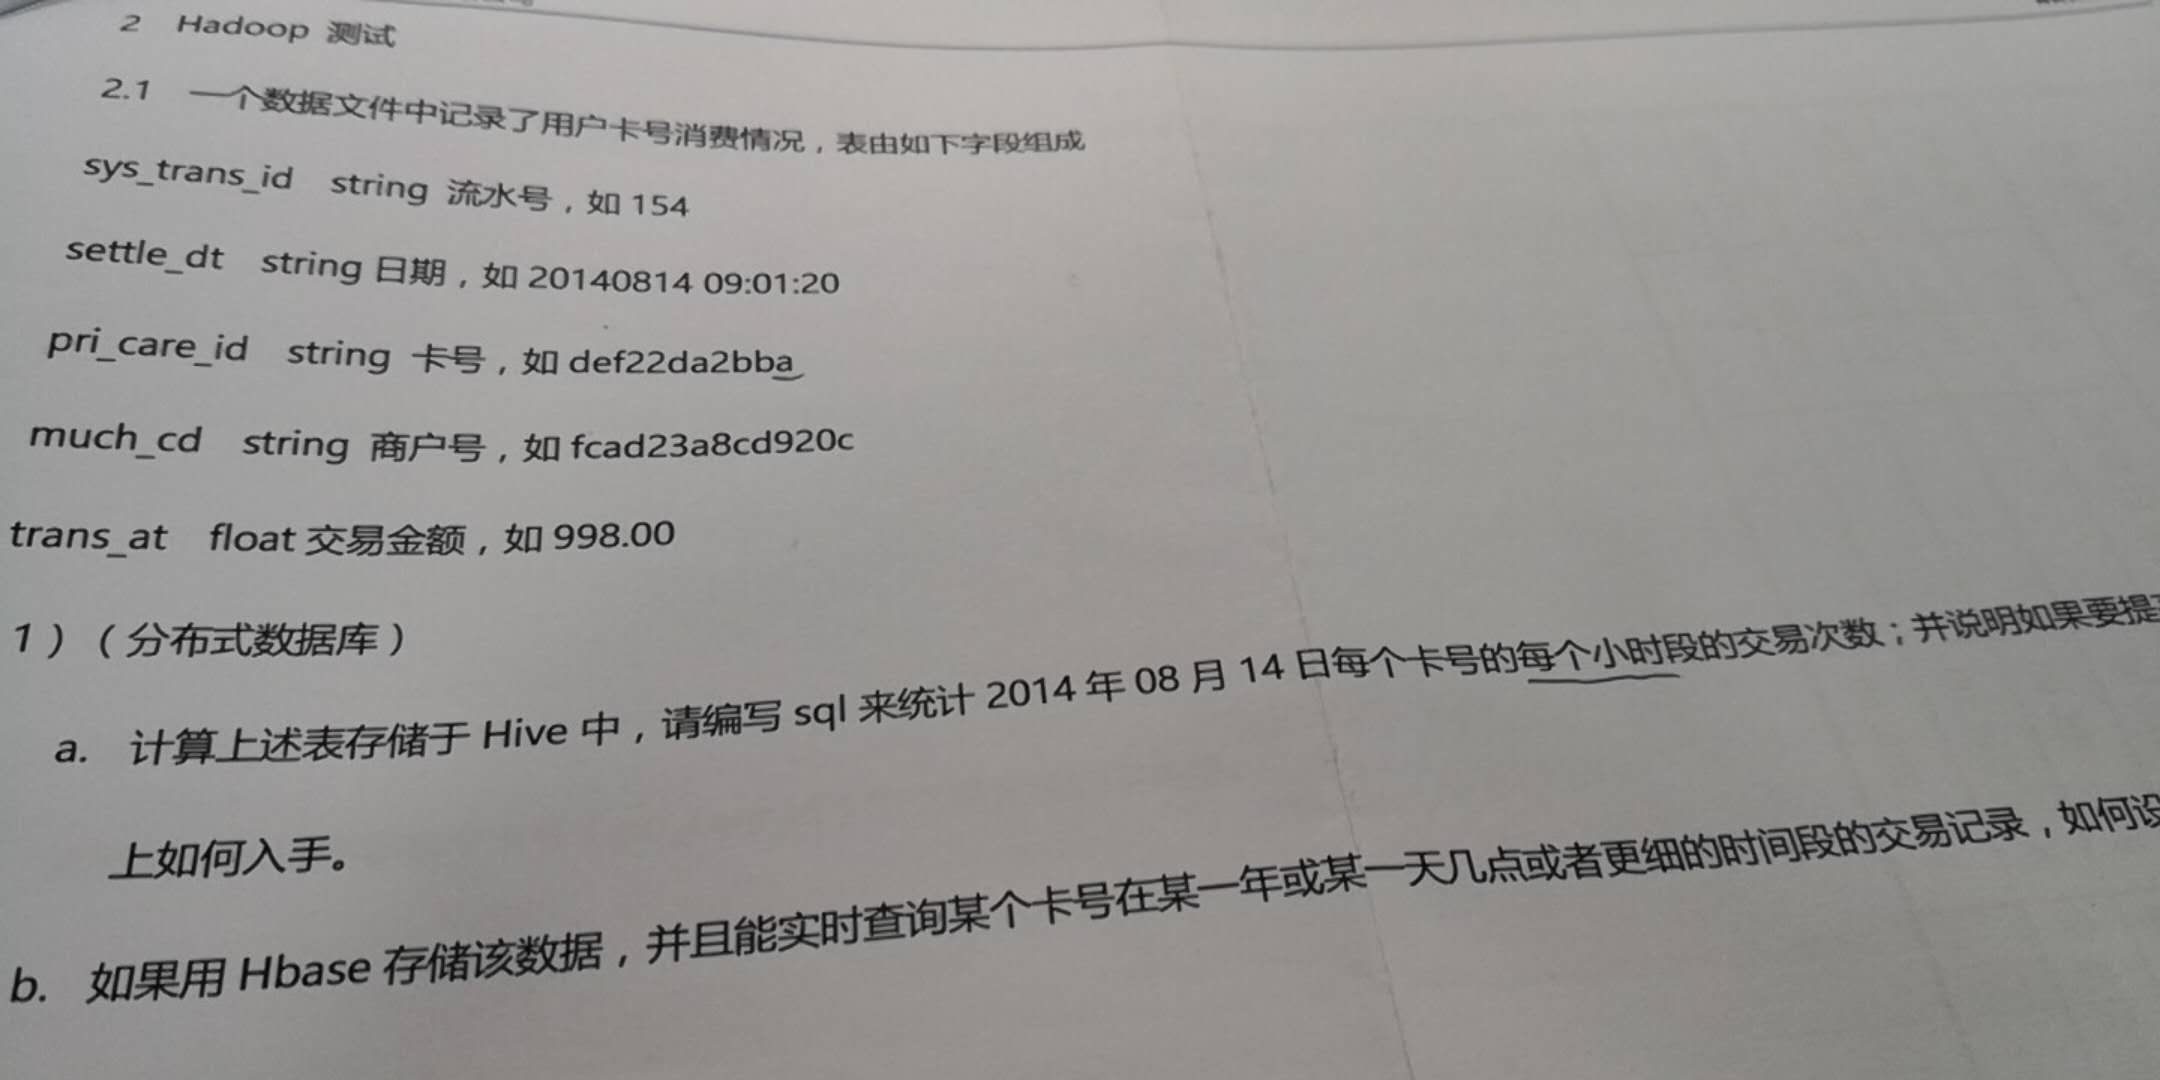 2 Hadoop 测试
2.1 一个数据文件中记录了用户卡号消费情况，表由如下字段组成
sys_trans_id string 流水号，如 154
settle_dt string 日期，如 20140814 09:01:20
pri_care_id string 卡号，如 def22da2bba
much_cd string 商户号，如 fcad23a8cd920c
trans_at float 交易金额，如 998.00
1）（分布式数据库）
a. 计算上述表存储于 Hive 中，请编写 sql 来统计 2014 年 08 月 14 日每个卡号的每个小时段的交易次数；并说明如果要提
上如何入手。
b. 如果用 Hbase 存储该数据，并且能实时查询某个卡号在某一年或某一天几点或者更细的时间段的交易记录，如何设